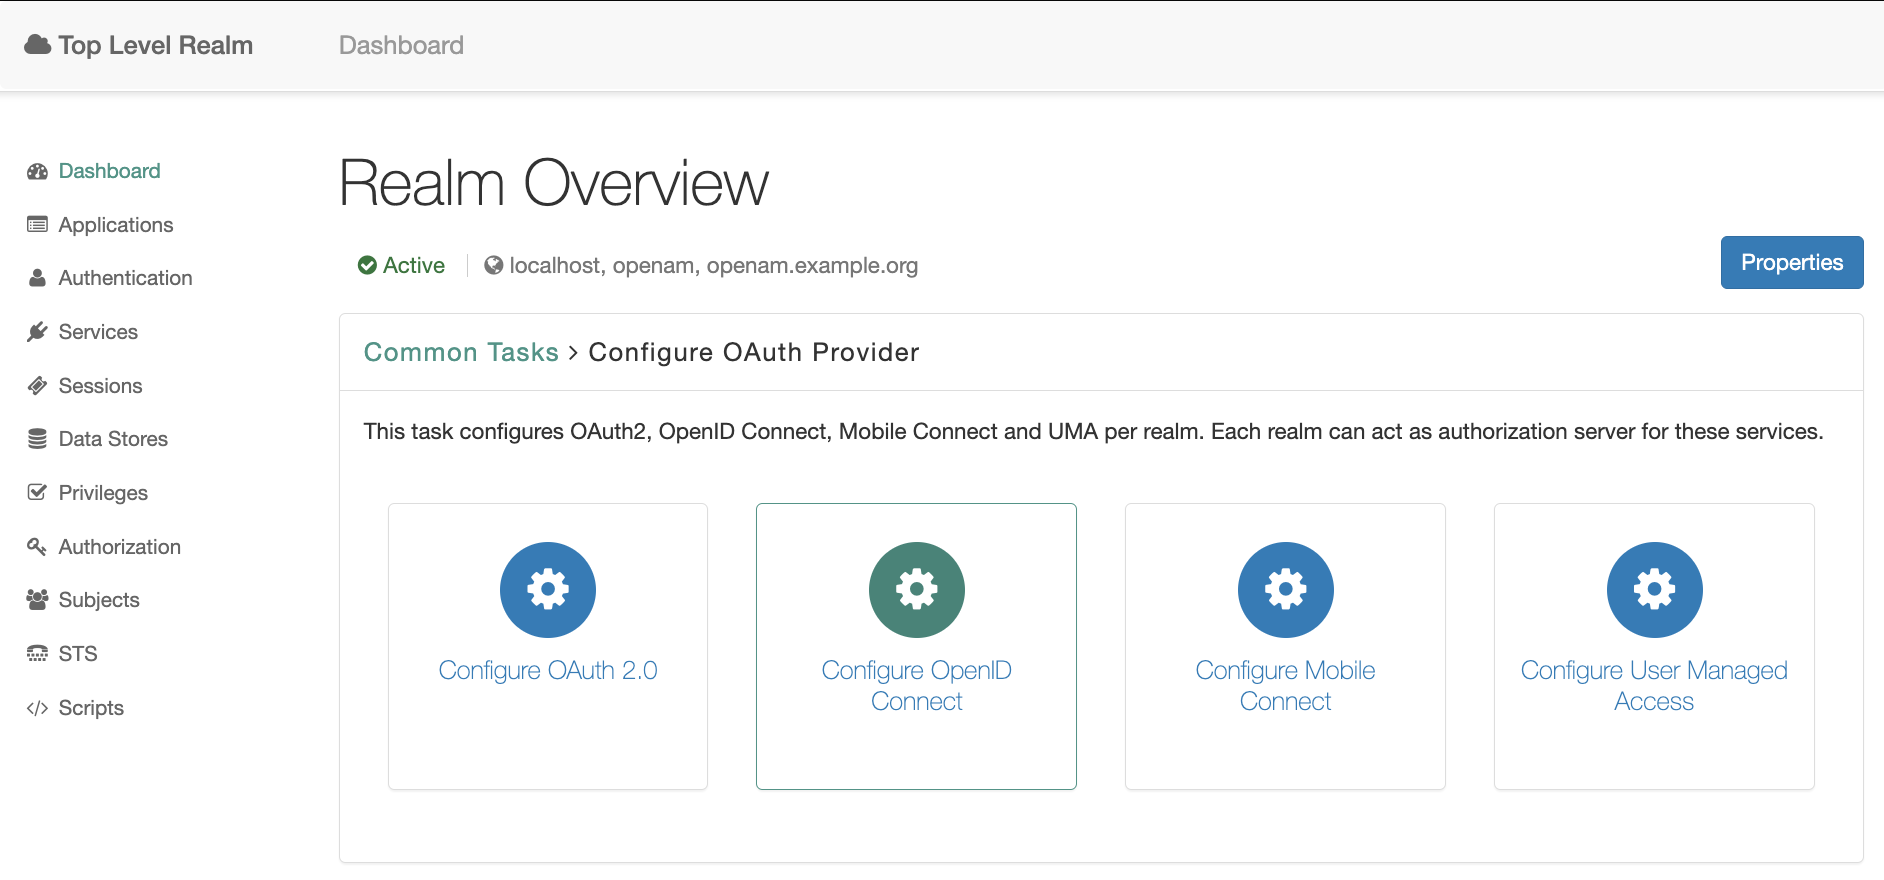 Top Level Realm
Dashboard
Dashboard
Applications
Authentication
Services
Sessions
Data Stores
Privileges
Authorization
Subjects
STS
Scripts
Realm Overview
Active
localhost, openam, openam.example.org
Properties
Common Tasks > Configure OAuth Provider
This task configures OAuth2, OpenID Connect, Mobile Connect and UMA per realm. Each realm can act as authorization server for these services.
Configure OAuth 2.0
Configure OpenID
Connect
Configure Mobile
Connect
Configure User Managed
Access